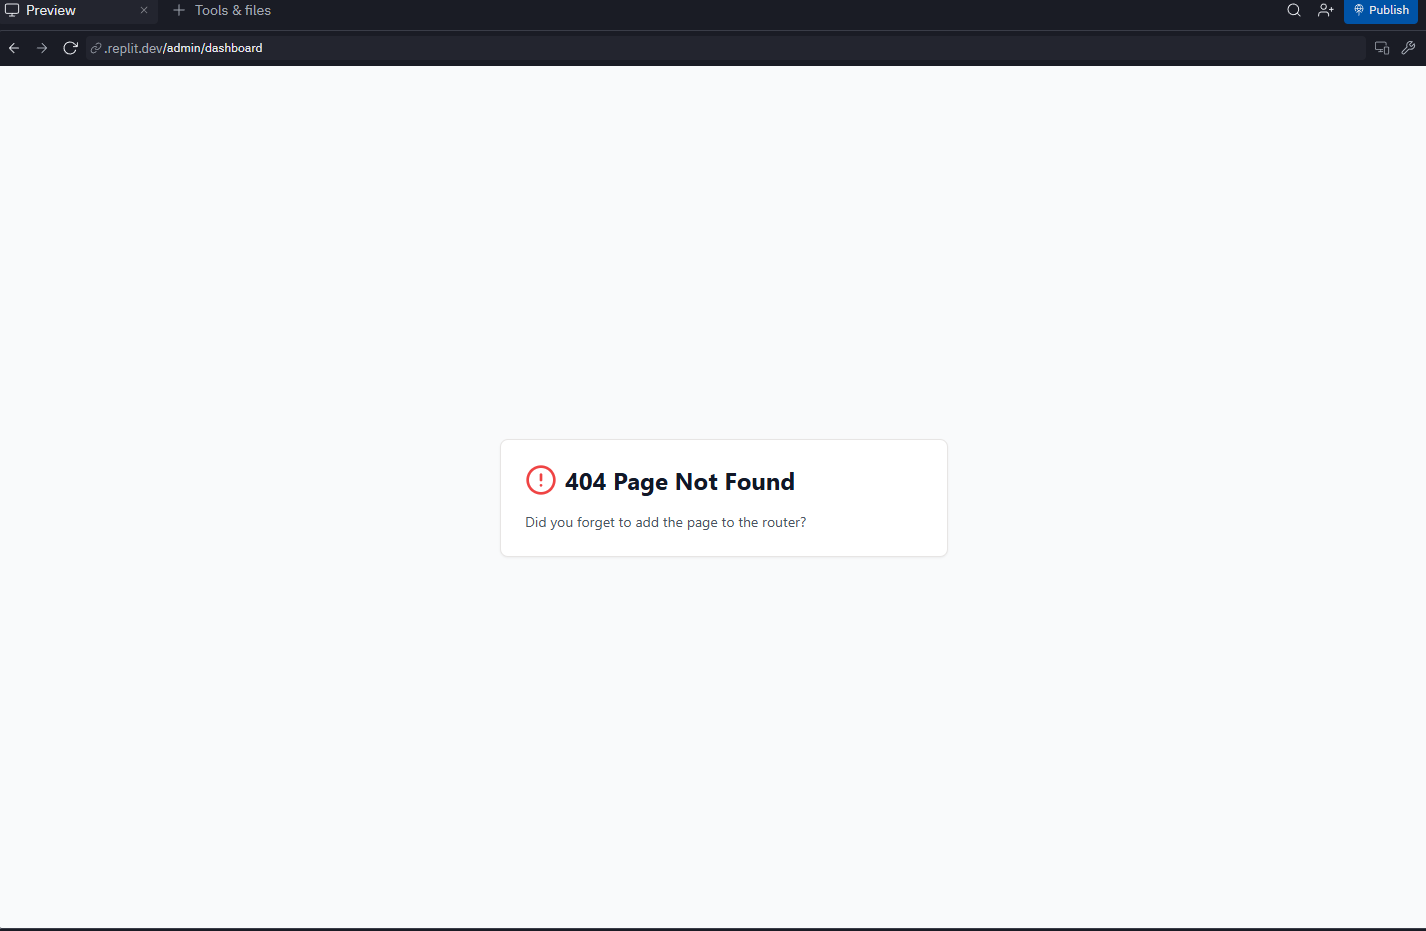 Preview
Tools & files
Publish
.replit.dev/admin/dashboard
404 Page Not Found
Did you forget to add the page to the router?